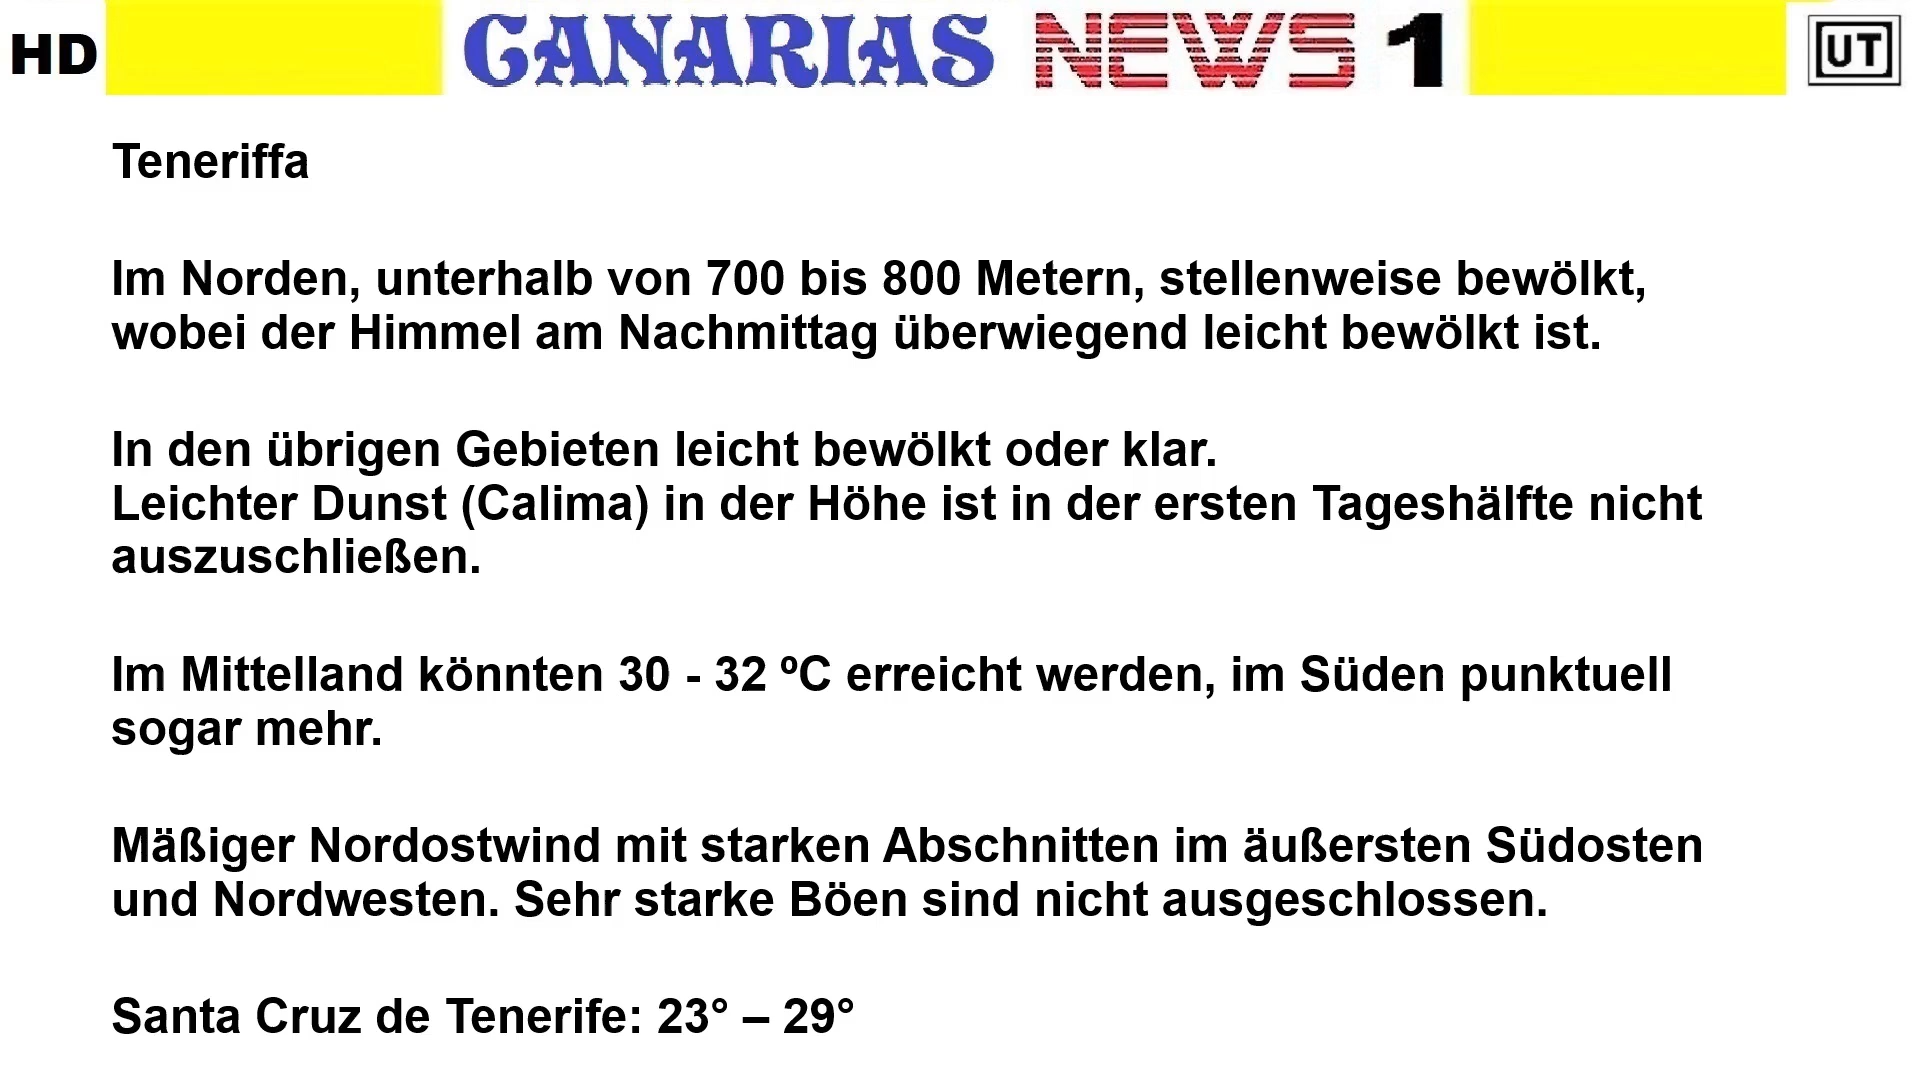 HD CANARIAS NEWS 1 UT
Teneriffa
Im Norden, unterhalb von 700 bis 800 Metern, stellenweise bewölkt,
wobei der Himmel am Nachmittag überwiegend leicht bewölkt ist.
In den übrigen Gebieten leicht bewölkt oder klar.
Leichter Dunst (Calima) in der Höhe ist in der ersten Tageshälfte nicht
auszuschließen.
Im Mittelland könnten 30 - 32 ºC erreicht werden, im Süden punktuell
sogar mehr.
Mäßiger Nordostwind mit starken Abschnitten im äußersten Südosten
und Nordwesten. Sehr starke Böen sind nicht ausgeschlossen.
Santa Cruz de Tenerife: 23° – 29°